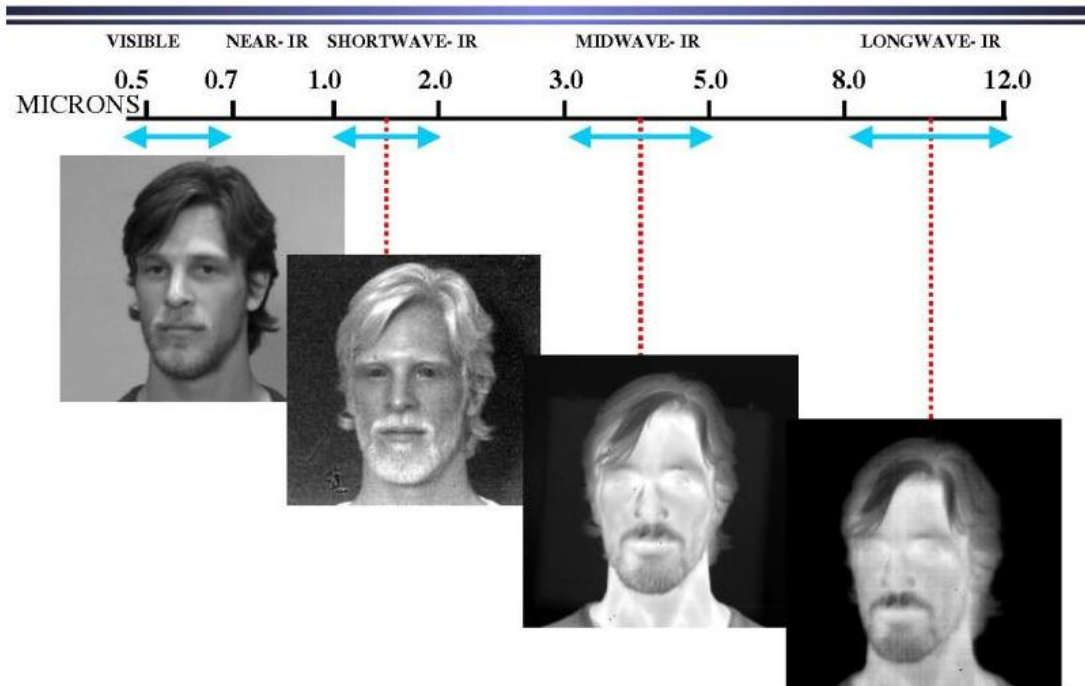 VISIBLE NEAR- IR SHORTWAVE- IR MIDWAVE- IR LONGWAVE- IR
0.5 0.7 1.0 2.0 3.0 5.0 8.0 12.0
MICRONS